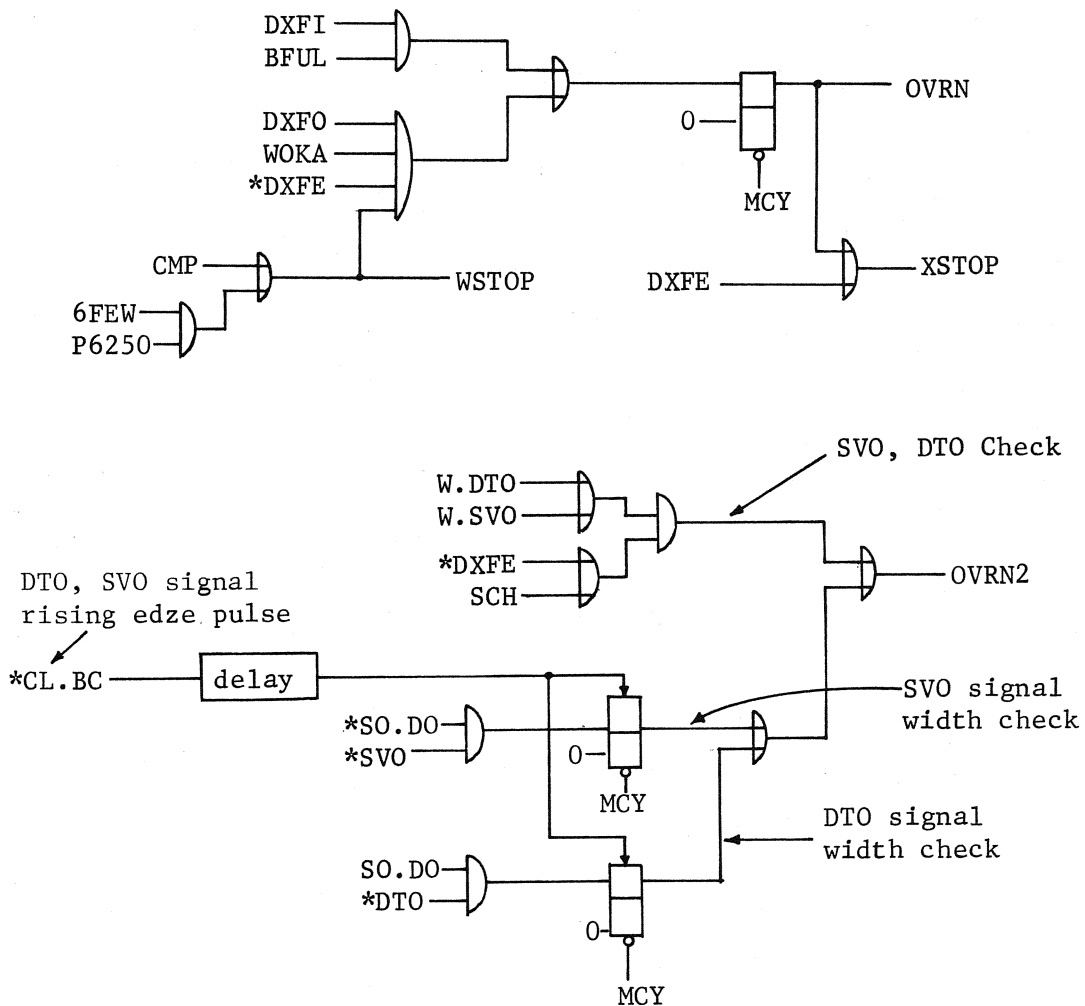 DXFI
BFUL
OVRN
DXFO
WOKA
*DXFE
0
MCY
CMP
WSTOP
DXFE
XSTOP
6FEW
P6250
SVO, DTO Check
W.DTO
W.SVO
*DXFE
SCH
OVRN2
DTO, SVO signal
rising edze pulse
*CL.BC
delay
SVO signal
width check
*SO.DO
*SVO
0
MCY
DTO signal
width check
SO.DO
*DTO
0
MCY